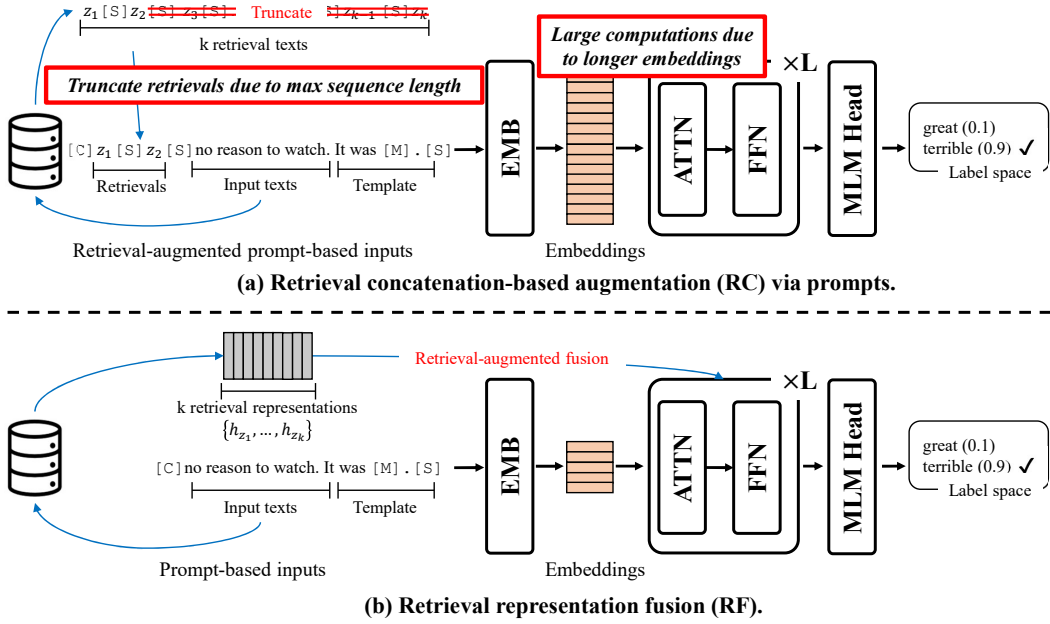 z₁ [S] z₂ [S] z₃ [S] Truncate [S] zₖ₋₁ [S] zₖ
k retrieval texts
Truncate retrievals due to max sequence length
Large computations due
to longer embeddings
×L
[C] z₁ [S] z₂ [S] no reason to watch. It was [M]. [S]
Retrievals
Input texts
Template
EMB
ATTN
FFN
MLM Head
great (0.1)
terrible (0.9) ✓
Label space
Retrieval-augmented prompt-based inputs
Embeddings
(a) Retrieval concatenation-based augmentation (RC) via prompts.
Retrieval-augmented fusion
×L
k retrieval representations
{h_z₁, …, h_zₖ}
[C] no reason to watch. It was [M]. [S]
Input texts
Template
EMB
ATTN
FFN
MLM Head
great (0.1)
terrible (0.9) ✓
Label space
Prompt-based inputs
Embeddings
(b) Retrieval representation fusion (RF).